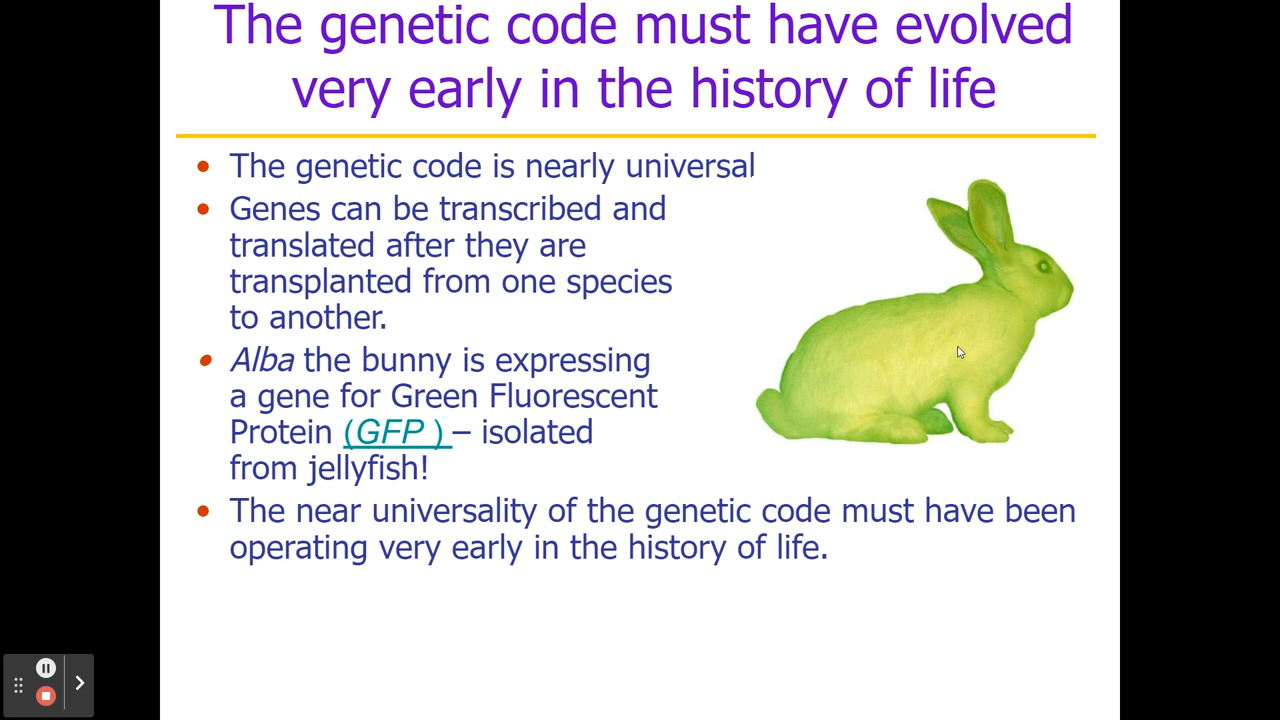 The genetic code must have evolved
very early in the history of life
• The genetic code is nearly universal
• Genes can be transcribed and
translated after they are
transplanted from one species
to another.
• Alba the bunny is expressing
a gene for Green Fluorescent
Protein (GFP ) – isolated
from jellyfish!
• The near universality of the genetic code must have been
operating very early in the history of life.